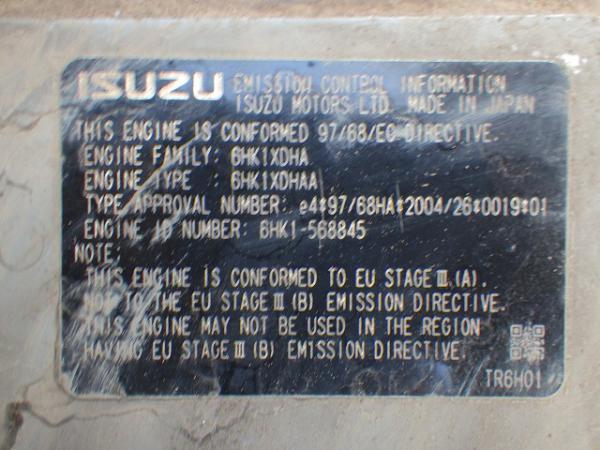 ISUZU EMISSION CONTROL INFORMATION
ISUZU MOTORS LTD. MADE IN JAPAN
THIS ENGINE IS CONFORMED 97/68/EC DIRECTIVE.
ENGINE FAMILY: 6HK1XDHA
ENGINE TYPE : 6HK1XDHAA
TYPE APPROVAL NUMBER: e4*97/68HA*2004/26*0019*01
ENGINE ID NUMBER: 6HK1-568845
NOTE;
THIS ENGINE IS CONFORMED TO EU STAGE Ⅲ (A).
NOT TO THE EU STAGE Ⅲ (B) EMISSION DIRECTIVE.
THIS ENGINE MAY NOT BE USED IN THE REGION
HAVING EU STAGE Ⅲ (B) EMISSION DIRECTIVE.
TR6H01